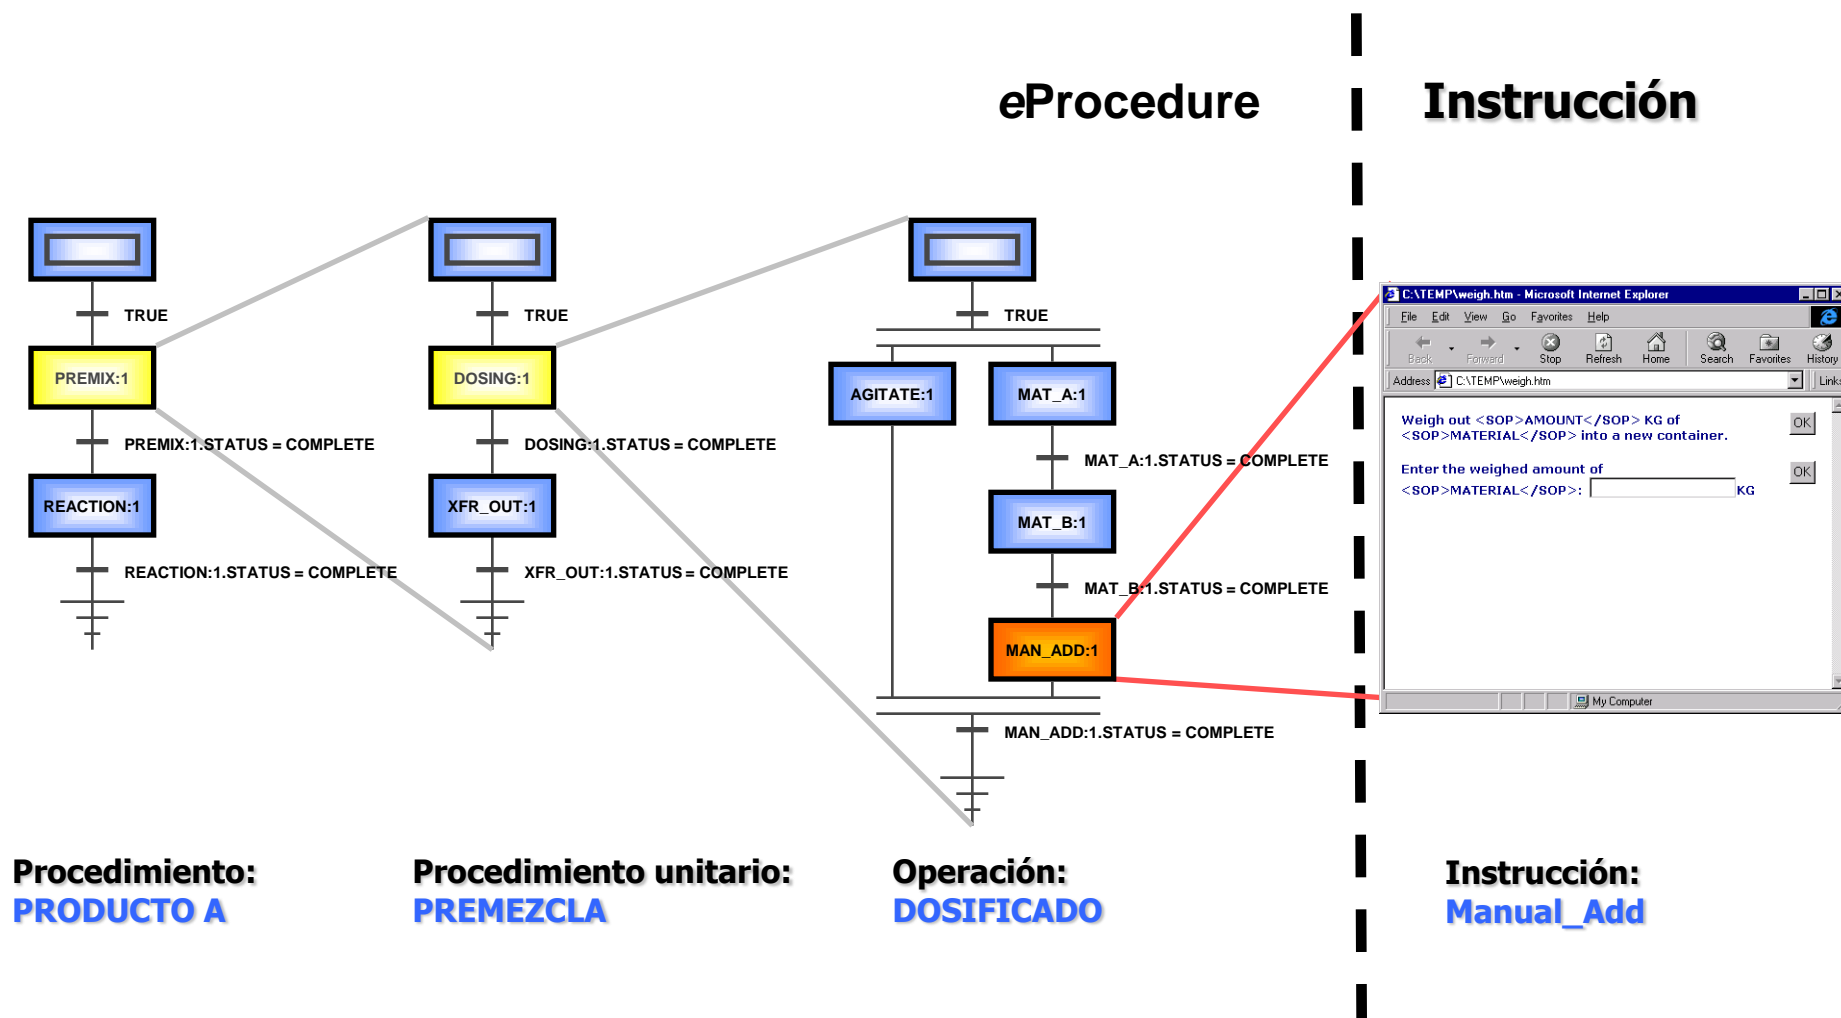 eProcedure
Instrucción
TRUE
PREMIX:1
PREMIX:1.STATUS = COMPLETE
REACTION:1
REACTION:1.STATUS = COMPLETE
TRUE
DOSING:1
DOSING:1.STATUS = COMPLETE
XFR_OUT:1
XFR_OUT:1.STATUS = COMPLETE
TRUE
AGITATE:1
MAT_A:1
MAT_A:1.STATUS = COMPLETE
MAT_B:1
MAT_B:1.STATUS = COMPLETE
MAN_ADD:1
MAN_ADD:1.STATUS = COMPLETE
C:\TEMP\weigh.htm - Microsoft Internet Explorer
File Edit View Go Favorites Help
Back Forward Stop Refresh Home Search Favorites History
Address C:\TEMP\weigh.htm Links
Weigh out <SOP>AMOUNT</SOP> KG of
<SOP>MATERIAL</SOP> into a new container.
OK
Enter the weighed amount of
<SOP>MATERIAL</SOP>: KG
OK
My Computer
Procedimiento:
PRODUCTO A
Procedimiento unitario:
PREMEZCLA
Operación:
DOSIFICADO
Instrucción:
Manual_Add